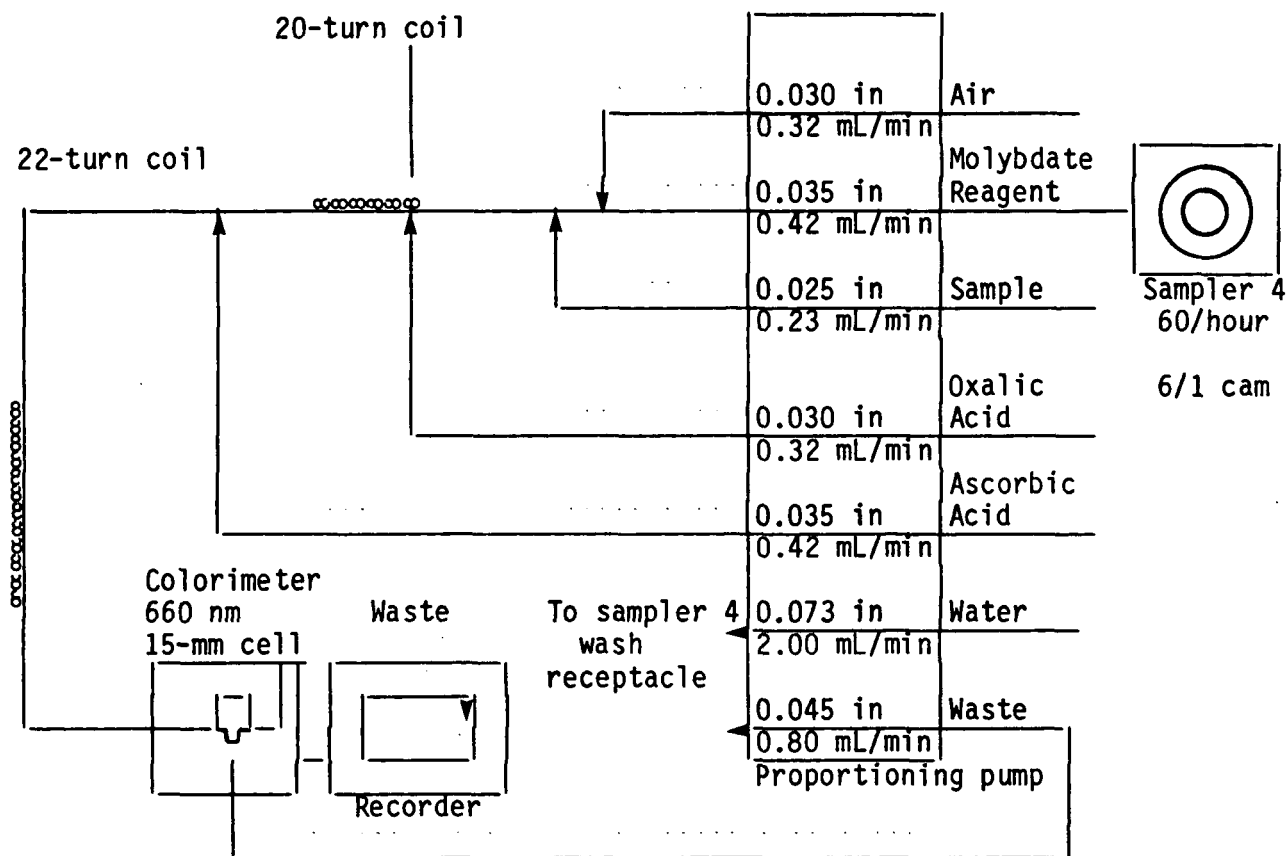 20-turn coil
22-turn coil
0.030 in
Air
0.32 mL/min
0.035 in
Molybdate
Reagent
0.42 mL/min
0.025 in
Sample
0.23 mL/min
Sampler 4
60/hour
6/1 cam
0.030 in
Oxalic
Acid
0.32 mL/min
0.035 in
Ascorbic
Acid
0.42 mL/min
Colorimeter
660 nm
15-mm cell
Waste
To sampler 4
wash
receptacle
0.073 in
Water
2.00 mL/min
0.045 in
Waste
0.80 mL/min
Proportioning pump
Recorder